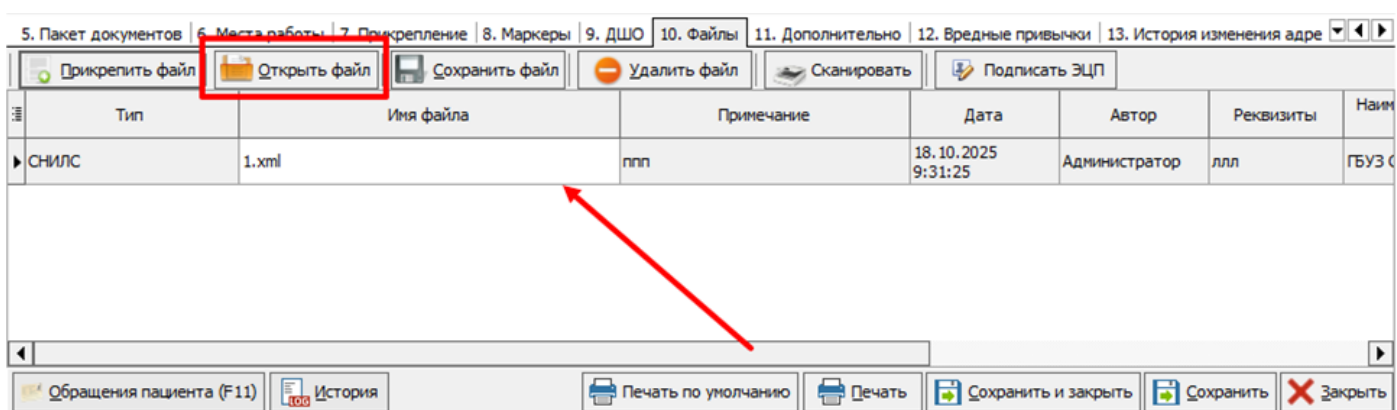 5. Пакет документов 6. Места работы 7. Прикрепление 8. Маркеры 9. ДШО 10. Файлы 11. Дополнительно 12. Вредные привычки 13. История изменения адре
Прикрепить файл Открыть файл Сохранить файл Удалить файл Сканировать Подписать ЭЦП
Тип Имя файла Примечание Дата Автор Реквизиты Наим
СНИЛС 1.xml ппп 18.10.2025 Администратор ллл ГБУЗ
9:31:25
Обращения пациента (F11) LOG История Печать по умолчанию Печать Сохранить и закрыть Сохранить Закрыть